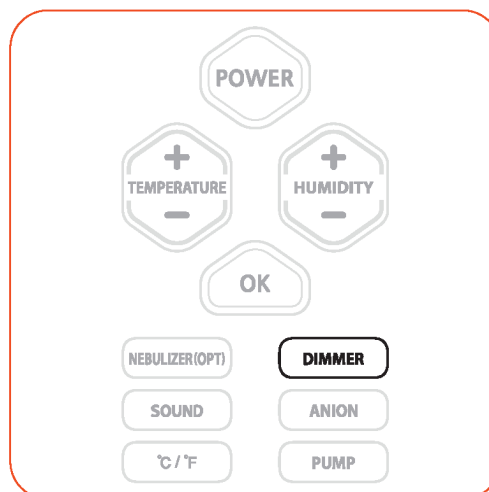 POWER
+ +
TEMPERATURE HUMIDITY
- -
OK
NEBULIZER(OPT) DIMMER
SOUND ANION
℃ / ℉ PUMP